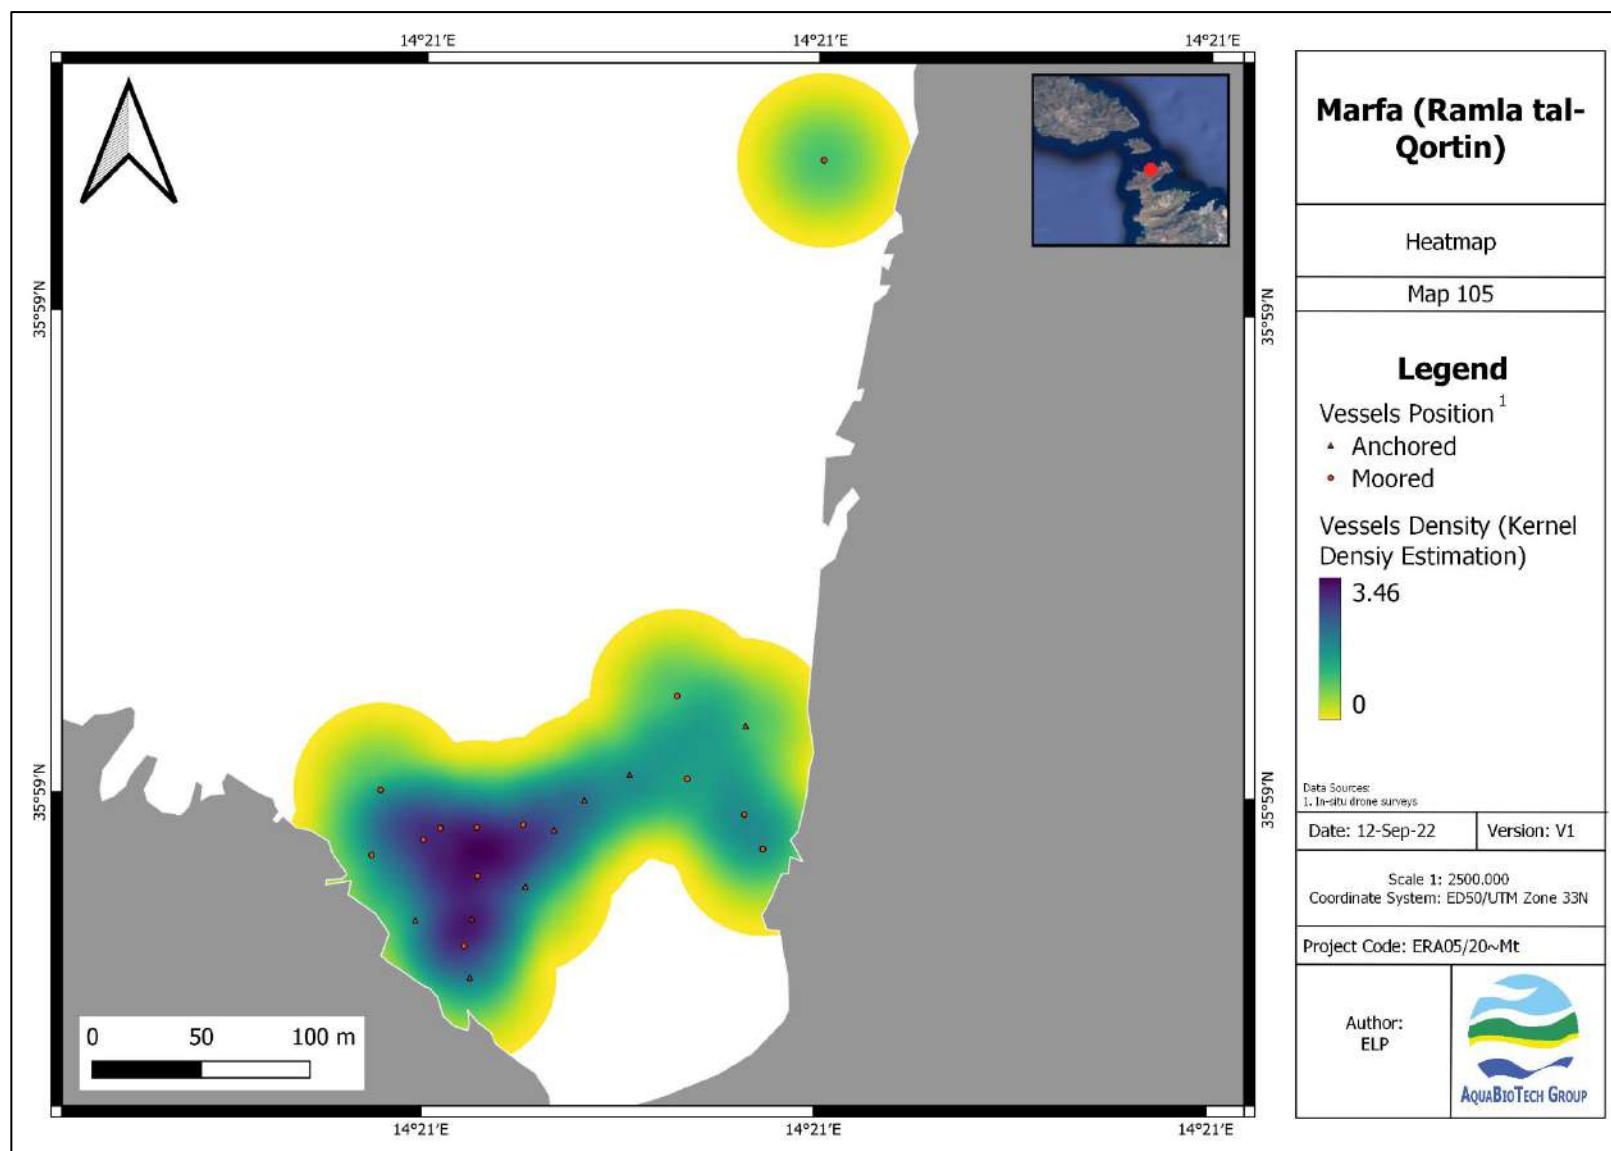 14°21'E 14°21'E 14°21'E
35°59'N 35°59'N
35°59'N 35°59'N
0 50 100 m
14°21'E 14°21'E 14°21'E
Marfa (Ramla tal-
Qortin)
Heatmap
Map 105
Legend
Vessels Position 1
Anchored
Moored
Vessels Density (Kernel
Densiy Estimation)
3.46
0
Data Sources:
1. In-situ drone surveys
Date: 12-Sep-22 Version: V1
Scale 1: 2500.000
Coordinate System: ED50/UTM Zone 33N
Project Code: ERA05/20~Mt
Author:
ELP
AQUABIOTECH GROUP